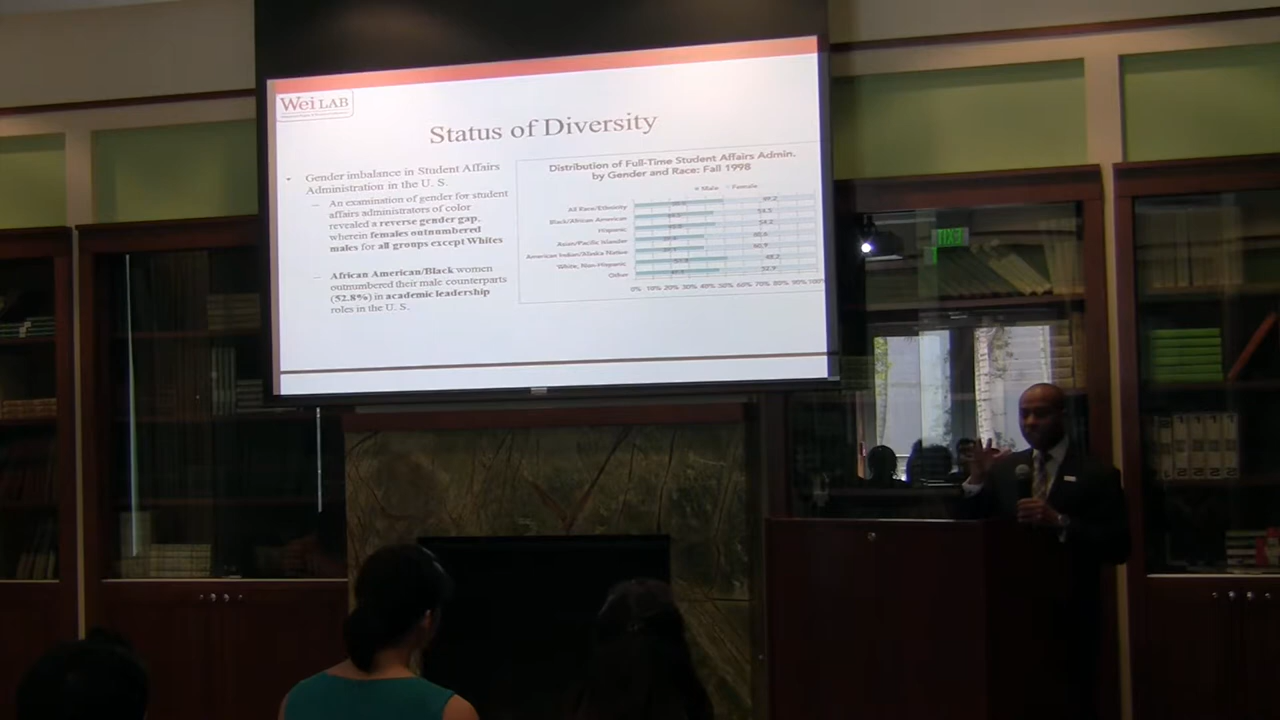 Wei LAB
Status of Diversity
Gender imbalance in Student Affairs
Administration in the U. S.
– An examination of gender for student
affairs administrators of color
revealed a reverse gender gap,
wherein females outnumbered
males for all groups except Whites
– African American/Black women
outnumbered their male counterparts
(52.8%) in academic leadership
roles in the U. S.
Distribution of Full-Time Student Affairs Admin.
by Gender and Race: Fall 1998
Male Female
All Race/Ethnicity
Black/African American
Hispanic
Asian/Pacific Islander
American Indian/Alaska Native
White, Non-Hispanic
Other
0% 10% 20% 30% 40% 50% 60% 70% 80% 90% 100%
EXIT